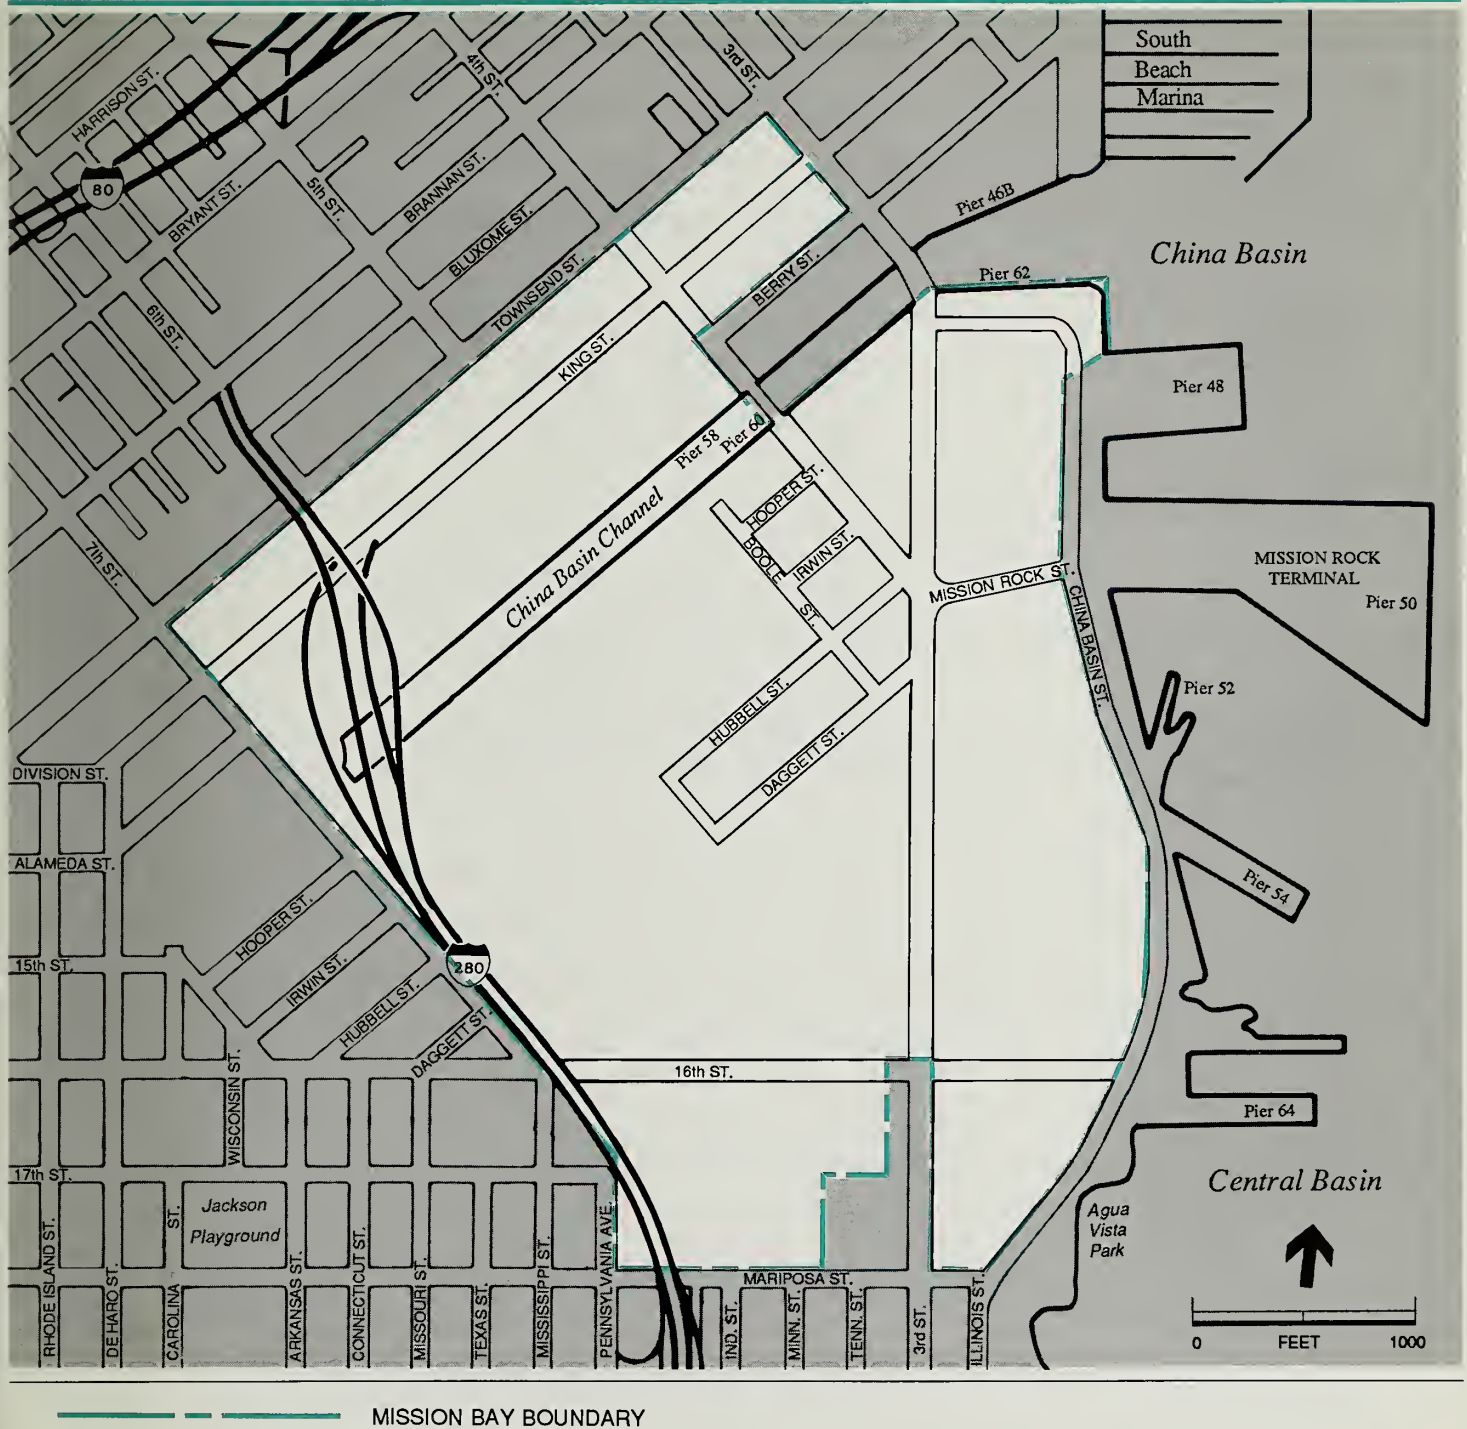 South
Beach
Marina
3rd ST.
4th ST.
HARRISON ST.
80
5th ST.
BRANNAN ST.
BRYANT ST.
BLUXOME ST.
Pier 46B
China Basin
TOWNSEND ST.
BERRY ST.
Pier 62
6th ST.
KING ST.
Pier 48
Pier 58
Pier 60
China Basin Channel
HOOPER ST.
BOOLE ST.
IRWIN ST.
7th ST.
MISSION ROCK ST.
CHINA BASIN ST.
MISSION ROCK
TERMINAL
Pier 50
Pier 52
HUBBELL ST.
DAGGETT ST.
DIVISION ST.
ALAMEDA ST.
Pier 54
HOOPER ST.
15th ST.
IRWIN ST.
280
HUBBELL ST.
DAGGETT ST.
WISCONSIN ST.
16th ST.
Pier 64
17th ST.
Central Basin
Jackson
Playground
Agua
Vista
Park
MARIPOSA ST.
RHODE ISLAND ST.
DE HARO ST.
CAROLINA ST.
ARKANSAS ST.
CONNECTICUT ST.
MISSOURI ST.
TEXAS ST.
MISSISSIPPI ST.
PENNSYLVANIA AVE.
IND. ST.
MINN. ST.
TENN. ST.
3rd ST.
ILLINOIS ST.
0 FEET 1000
MISSION BAY BOUNDARY